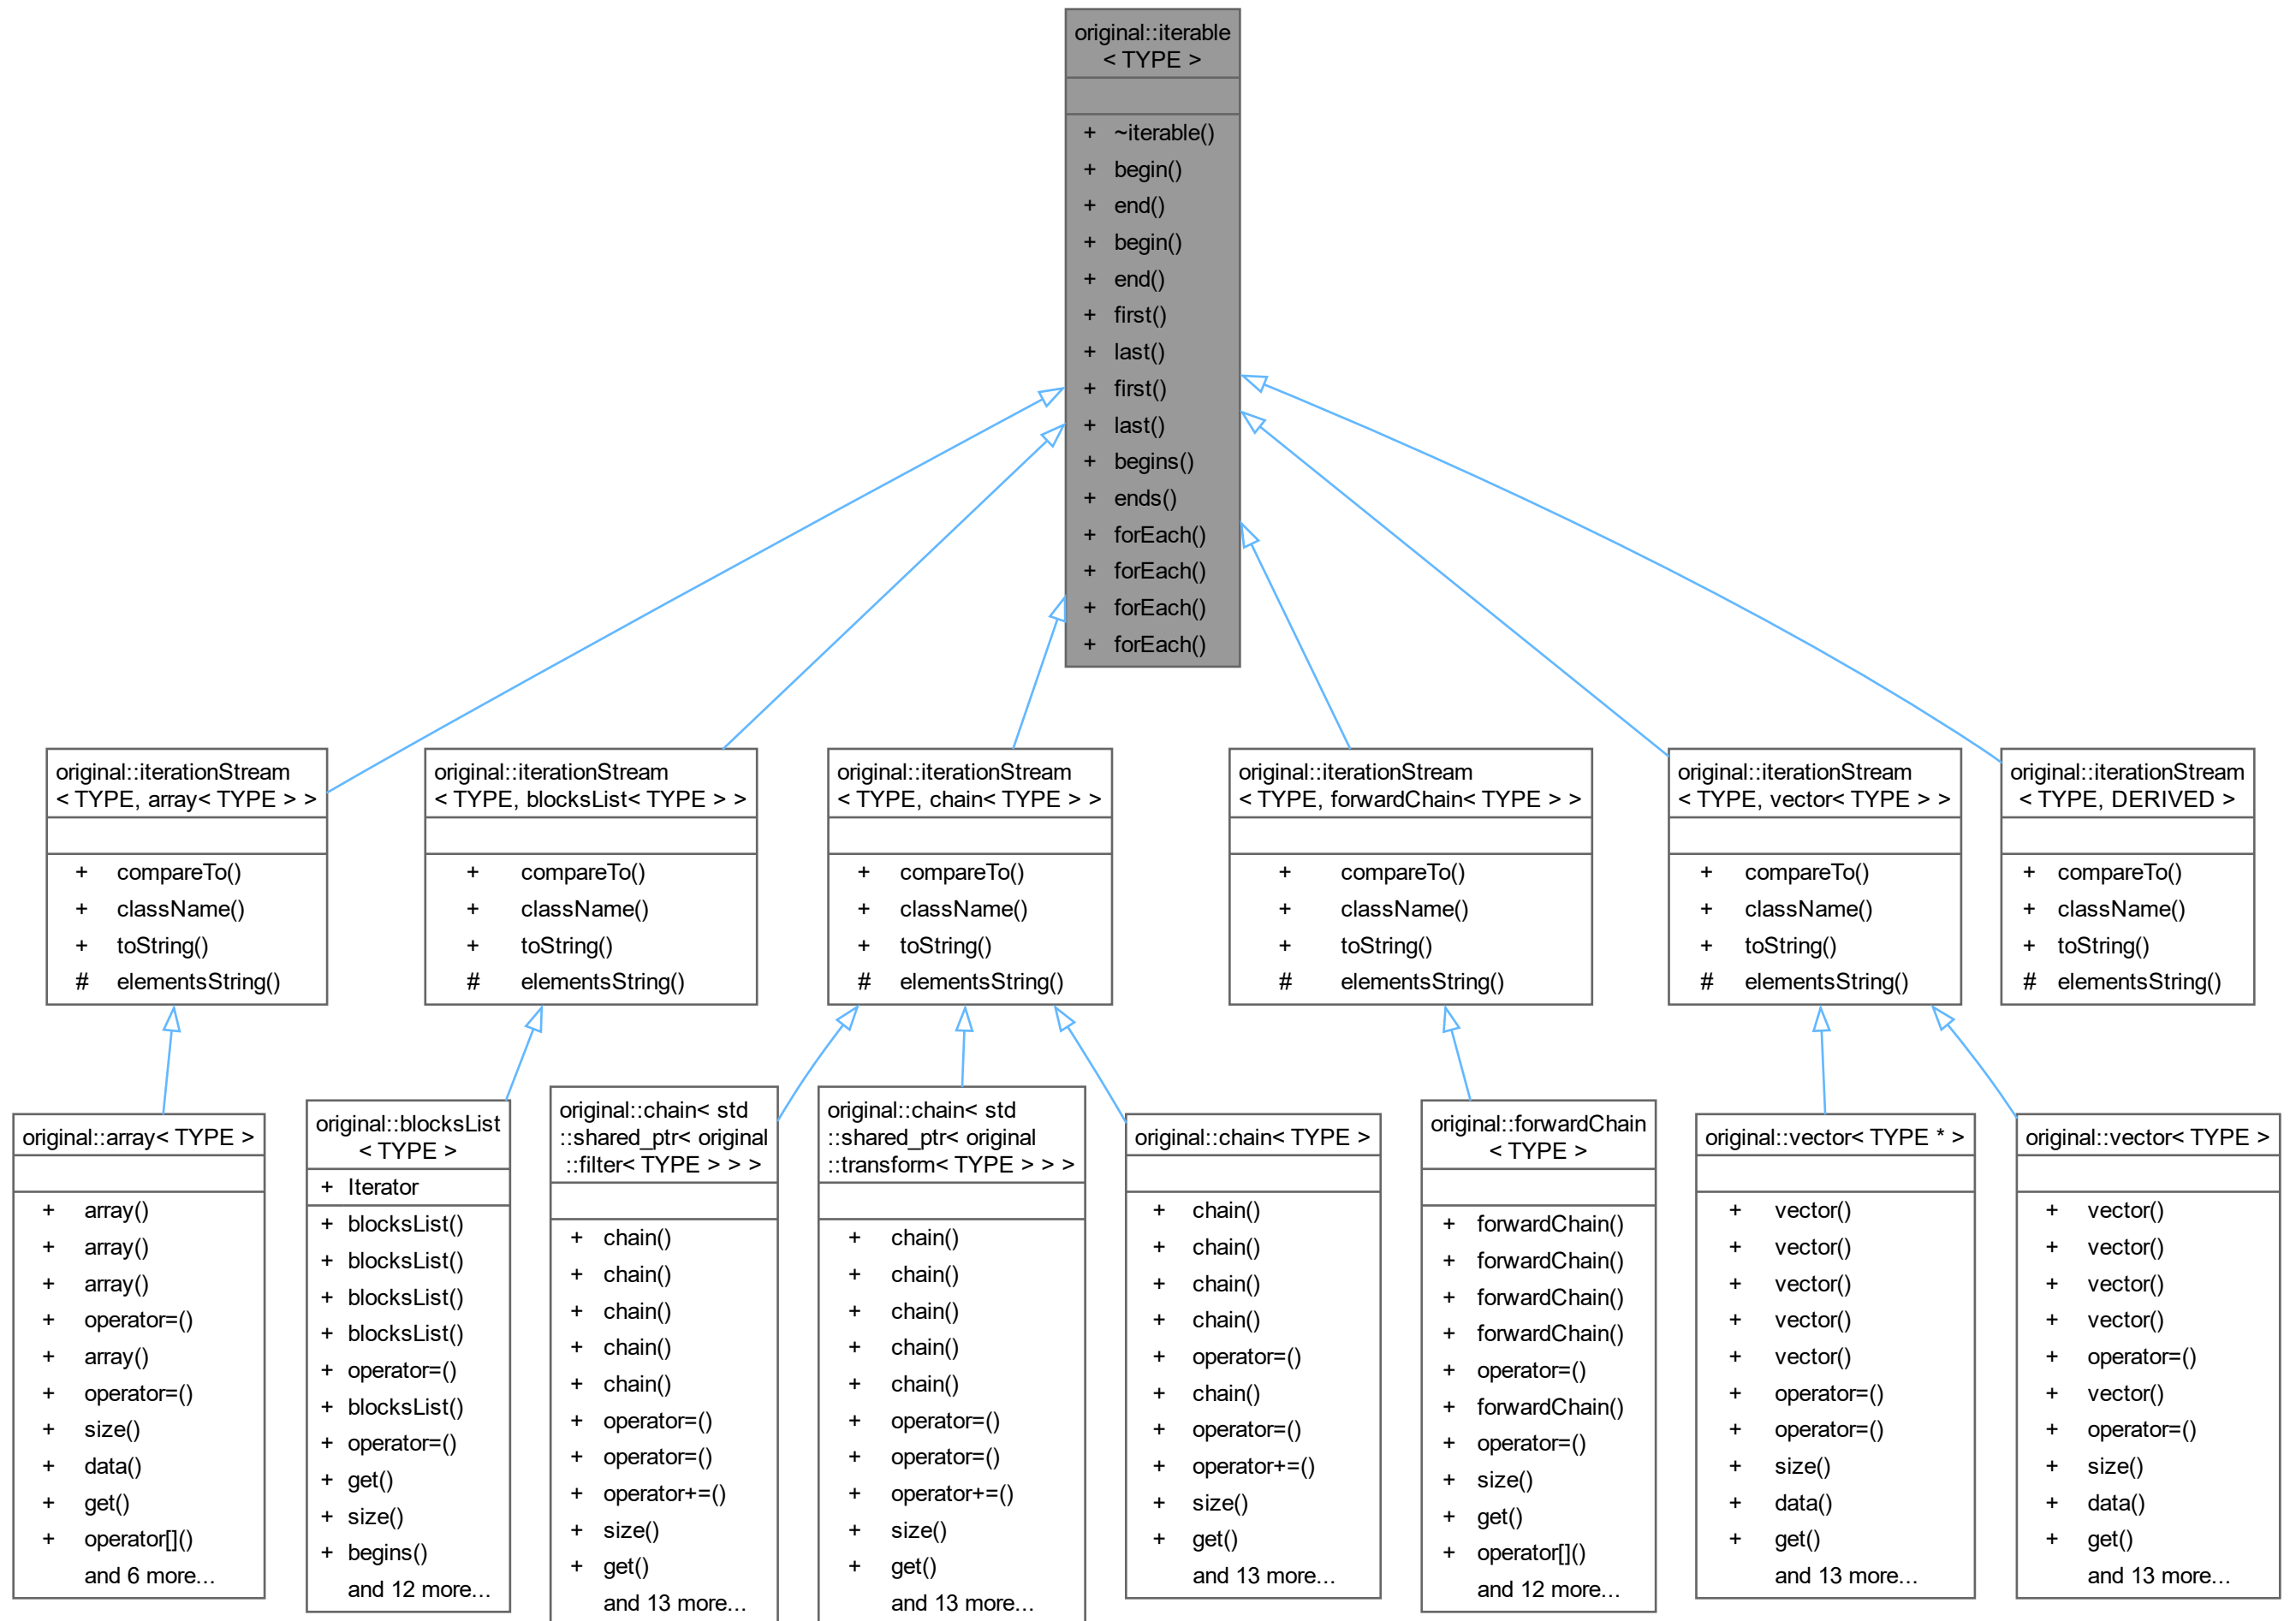 original::iterable
< TYPE >
+ ~iterable()
+ begin()
+ end()
+ begin()
+ end()
+ first()
+ last()
+ first()
+ last()
+ begins()
+ ends()
+ forEach()
+ forEach()
+ forEach()
+ forEach()
original::iterationStream
< TYPE, array< TYPE > >
+ compareTo()
+ className()
+ toString()
# elementsString()
original::iterationStream
< TYPE, blocksList< TYPE > >
+ compareTo()
+ className()
+ toString()
# elementsString()
original::iterationStream
< TYPE, chain< TYPE > >
+ compareTo()
+ className()
+ toString()
# elementsString()
original::iterationStream
< TYPE, forwardChain< TYPE > >
+ compareTo()
+ className()
+ toString()
# elementsString()
original::iterationStream
< TYPE, vector< TYPE > >
+ compareTo()
+ className()
+ toString()
# elementsString()
original::iterationStream
< TYPE, DERIVED >
+ compareTo()
+ className()
+ toString()
# elementsString()
original::array< TYPE >
+ array()
+ array()
+ array()
+ operator=()
+ array()
+ operator=()
+ size()
+ data()
+ get()
+ operator[]()
and 6 more...
original::blocksList
< TYPE >
+ Iterator
+ blocksList()
+ blocksList()
+ blocksList()
+ blocksList()
+ operator=()
+ blocksList()
+ operator=()
+ get()
+ size()
+ begins()
and 12 more...
original::chain< std
::shared_ptr< original
::filter< TYPE > > >
+ chain()
+ chain()
+ chain()
+ chain()
+ chain()
+ operator=()
+ operator=()
+ operator+=()
+ size()
+ get()
and 13 more...
original::chain< std
::shared_ptr< original
::transform< TYPE > > >
+ chain()
+ chain()
+ chain()
+ chain()
+ chain()
+ operator=()
+ operator=()
+ operator+=()
+ size()
+ get()
and 13 more...
original::chain< TYPE >
+ chain()
+ chain()
+ chain()
+ chain()
+ operator=()
+ chain()
+ operator=()
+ operator+=()
+ size()
+ get()
and 13 more...
original::forwardChain
< TYPE >
+ forwardChain()
+ forwardChain()
+ forwardChain()
+ forwardChain()
+ operator=()
+ forwardChain()
+ operator=()
+ size()
+ get()
+ operator[]()
and 12 more...
original::vector< TYPE * >
+ vector()
+ vector()
+ vector()
+ vector()
+ vector()
+ operator=()
+ operator=()
+ size()
+ data()
+ get()
and 13 more...
original::vector< TYPE >
+ vector()
+ vector()
+ vector()
+ vector()
+ operator=()
+ vector()
+ operator=()
+ size()
+ data()
+ get()
and 13 more...